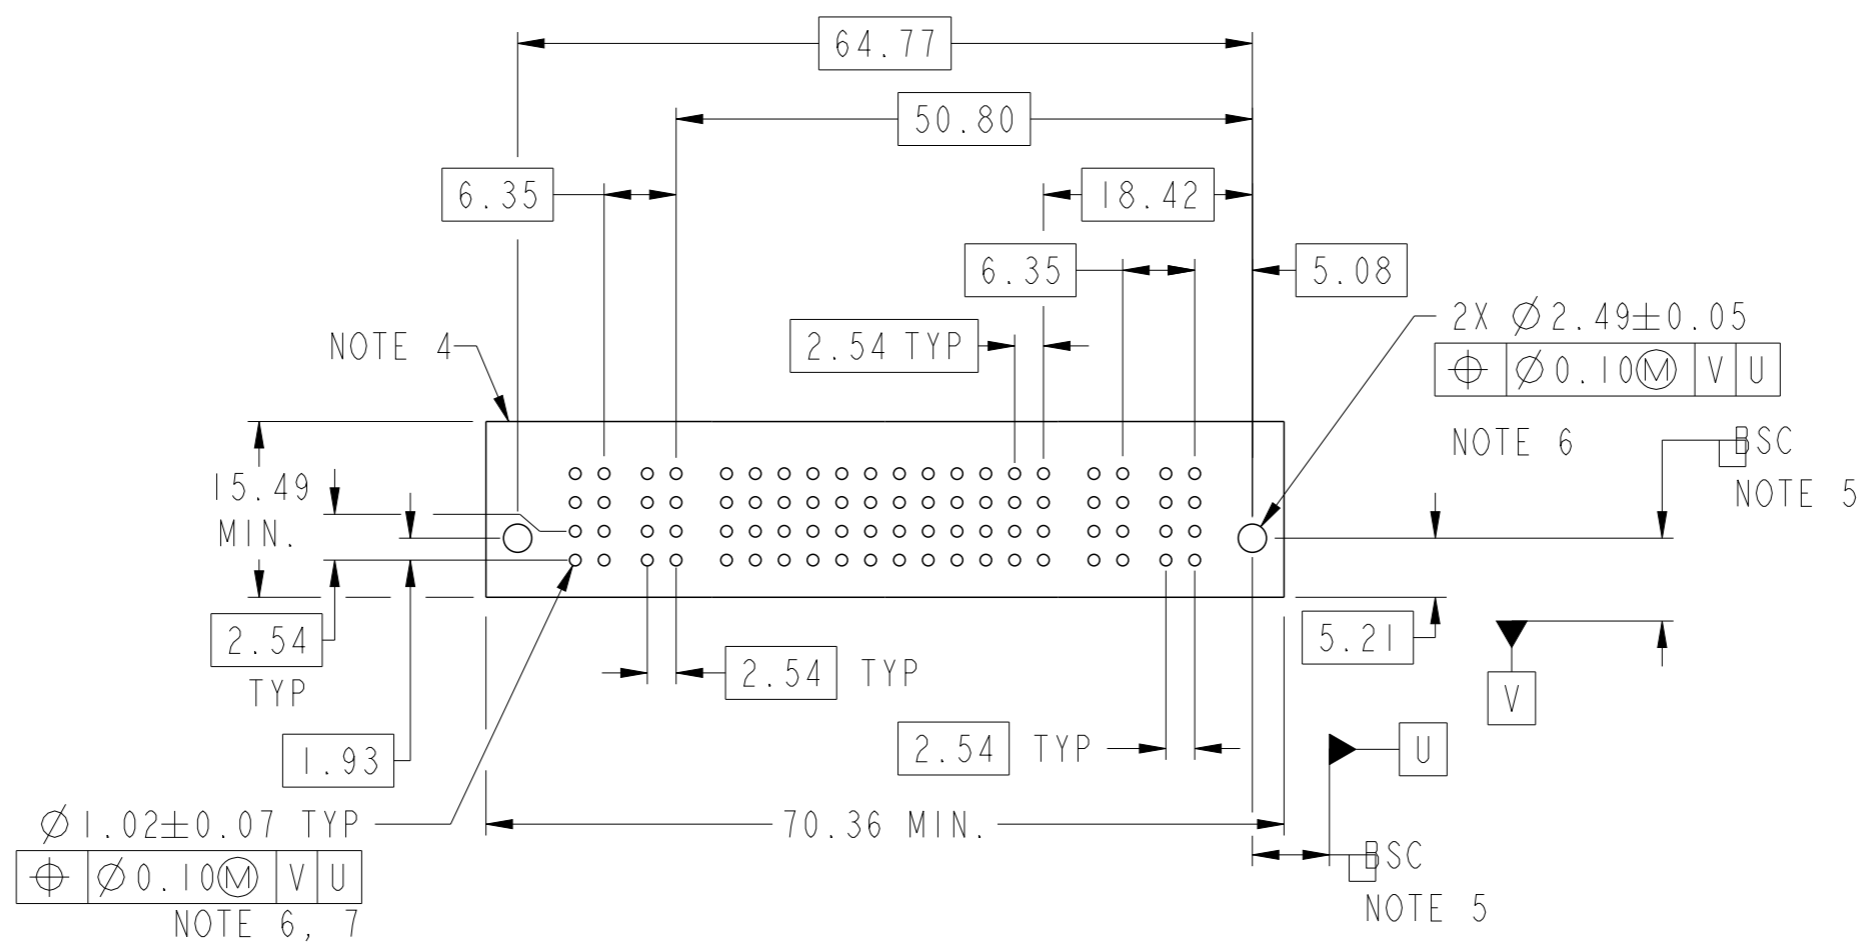 64.77
50.80
6.35
18.42
6.35
5.08
2X Ø2.49±0.05
2.54 TYP
NOTE 4
⌖ Ø0.10Ⓜ V U
NOTE 6
BSC
NOTE 5
15.49
MIN.
2.54
TYP
5.21
2.54 TYP
V
2.54 TYP
U
1.93
Ø1.02±0.07 TYP
70.36 MIN.
⌖ Ø0.10Ⓜ V U
NOTE 6, 7
BSC
NOTE 5